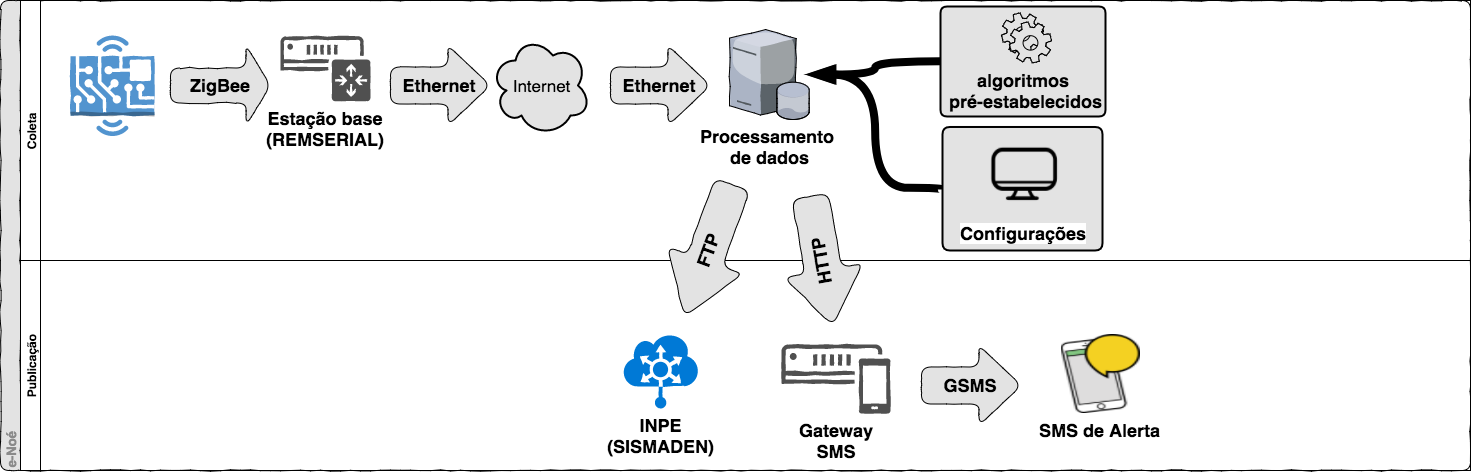 e-Noé
Coleta
ZigBee
Estação base
(REMSERIAL)
Ethernet
Internet
Ethernet
Processamento
de dados
algoritmos
pré-estabelecidos
Configurações
FTP
HTTP
Publicação
INPE
(SISMADEN)
Gateway
SMS
GSMS
SMS de Alerta